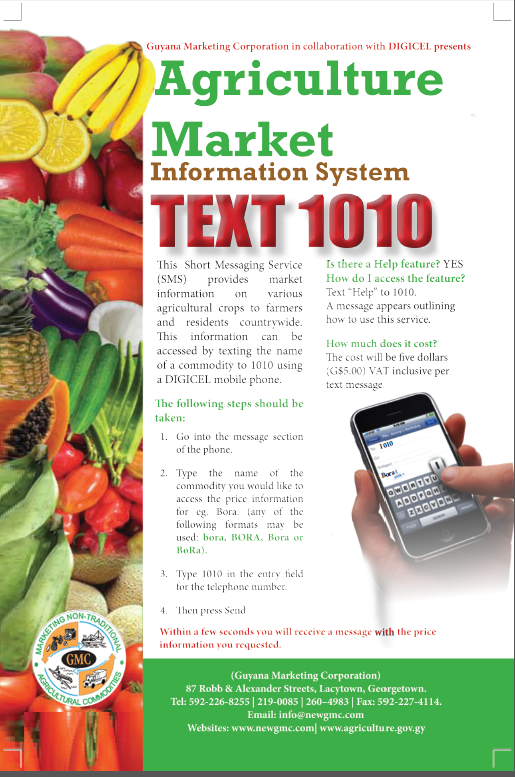 Guyana Marketing Corporation in collaboration with DIGICEL presents
Agriculture
Market
Information System
TEXT 1010
This Short Messaging Service
(SMS) provides market
information on various
agricultural crops to farmers
and residents countrywide.
This information can be
accessed by texting the name
of a commodity to 1010 using
a DIGICEL mobile phone.
The following steps should be
taken:
1. Go into the message section
of the phone.
2. Type the name of the
commodity you would like to
access the price information
for eg. Bora. (any of the
following formats may be
used: bora, BORA, Bora or
BoRa).
3. Type 1010 in the entry field
for the telephone number.
4. Then press Send
Is there a Help feature? YES
How do I access the feature?
Text "Help" to 1010.
A message appears outlining
how to use this service.
How much does it cost?
The cost will be five dollars
(G$5.00) VAT inclusive per
text message
1010
Bora
Within a few seconds you will receive a message with the price
information you requested.
MARKETING NON-TRADITIONAL
GMC
AGRICULTURAL COMMODITIES
(Guyana Marketing Corporation)
87 Robb & Alexander Streets, Lacytown, Georgetown.
Tel: 592-226-8255 | 219-0085 | 260-4983 | Fax: 592-227-4114.
Email: info@newgmc.com
Websites: www.newgmc.com| www.agriculture.gov.gy